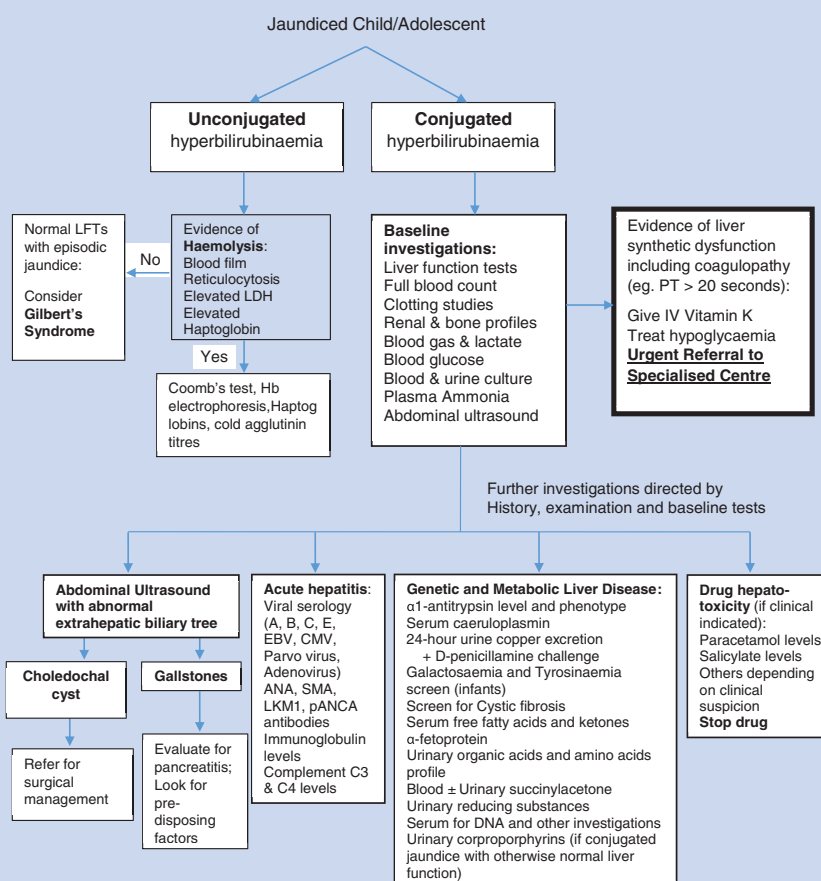 Jaundiced Child/Adolescent
Unconjugated
hyperbilirubinaemia
Conjugated
hyperbilirubinaemia
Normal LFTs
with episodic
jaundice:
Consider
Gilbert's
Syndrome
No
Evidence of
Haemolysis:
Blood film
Reticulocytosis
Elevated LDH
Elevated
Haptoglobin
Yes
Coomb's test, Hb
electrophoresis,Haptog
lobins, cold agglutinin
titres
Baseline
investigations:
Liver function tests
Full blood count
Clotting studies
Renal & bone profiles
Blood gas & lactate
Blood glucose
Blood & urine culture
Plasma Ammonia
Abdominal ultrasound
Evidence of liver
synthetic dysfunction
including coagulopathy
(eg. PT > 20 seconds):
Give IV Vitamin K
Treat hypoglycaemia
Urgent Referral to
Specialised Centre
Further investigations directed by
History, examination and baseline tests
Abdominal Ultrasound
with abnormal
extrahepatic biliary tree
Choledochal
cyst
Gallstones
Refer for
surgical
management
Evaluate for
pancreatitis;
Look for
pre-
disposing
factors
Acute hepatitis:
Viral serology
(A, B, C, E,
EBV, CMV,
Parvo virus,
Adenovirus)
ANA, SMA,
LKM1, pANCA
antibodies
Immunoglobulin
levels
Complement C3
& C4 levels
Genetic and Metabolic Liver Disease:
α1-antitrypsin level and phenotype
Serum caeruloplasmin
24-hour urine copper excretion
+ D-penicillamine challenge
Galactosaemia and Tyrosinaemia
screen (infants)
Screen for Cystic fibrosis
Serum free fatty acids and ketones
α-fetoprotein
Urinary organic acids and amino acids
profile
Blood ± Urinary succinylacetone
Urinary reducing substances
Serum for DNA and other investigations
Urinary corproporphyrins (if conjugated
jaundice with otherwise normal liver
function)
Drug hepato-
toxicity (if clinical
indicated):
Paracetamol levels
Salicylate levels
Others depending
on clinical
suspicion
Stop drug